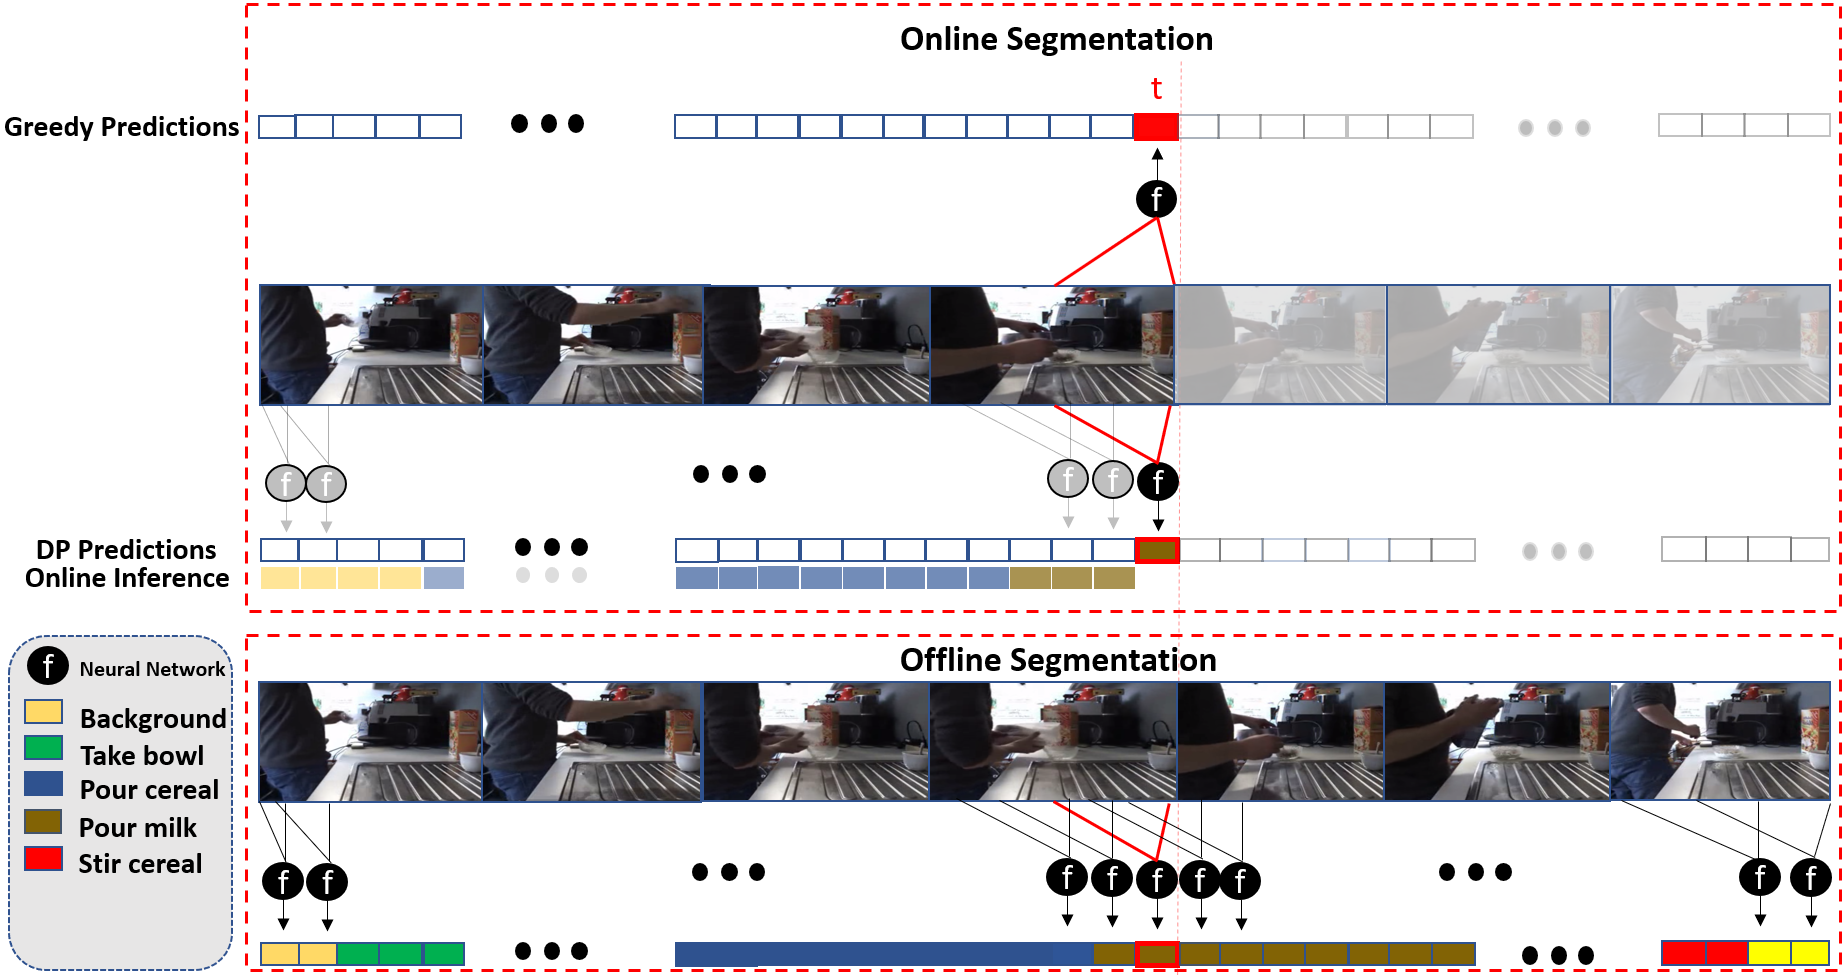 Online Segmentation
t
Greedy Predictions
f
f
f
f
f
f
DP Predictions
Online Inference
Offline Segmentation
f
Neural Network
Background
Take bowl
Pour cereal
Pour milk
Stir cereal
f
f
f
f
f
f
f
f
f